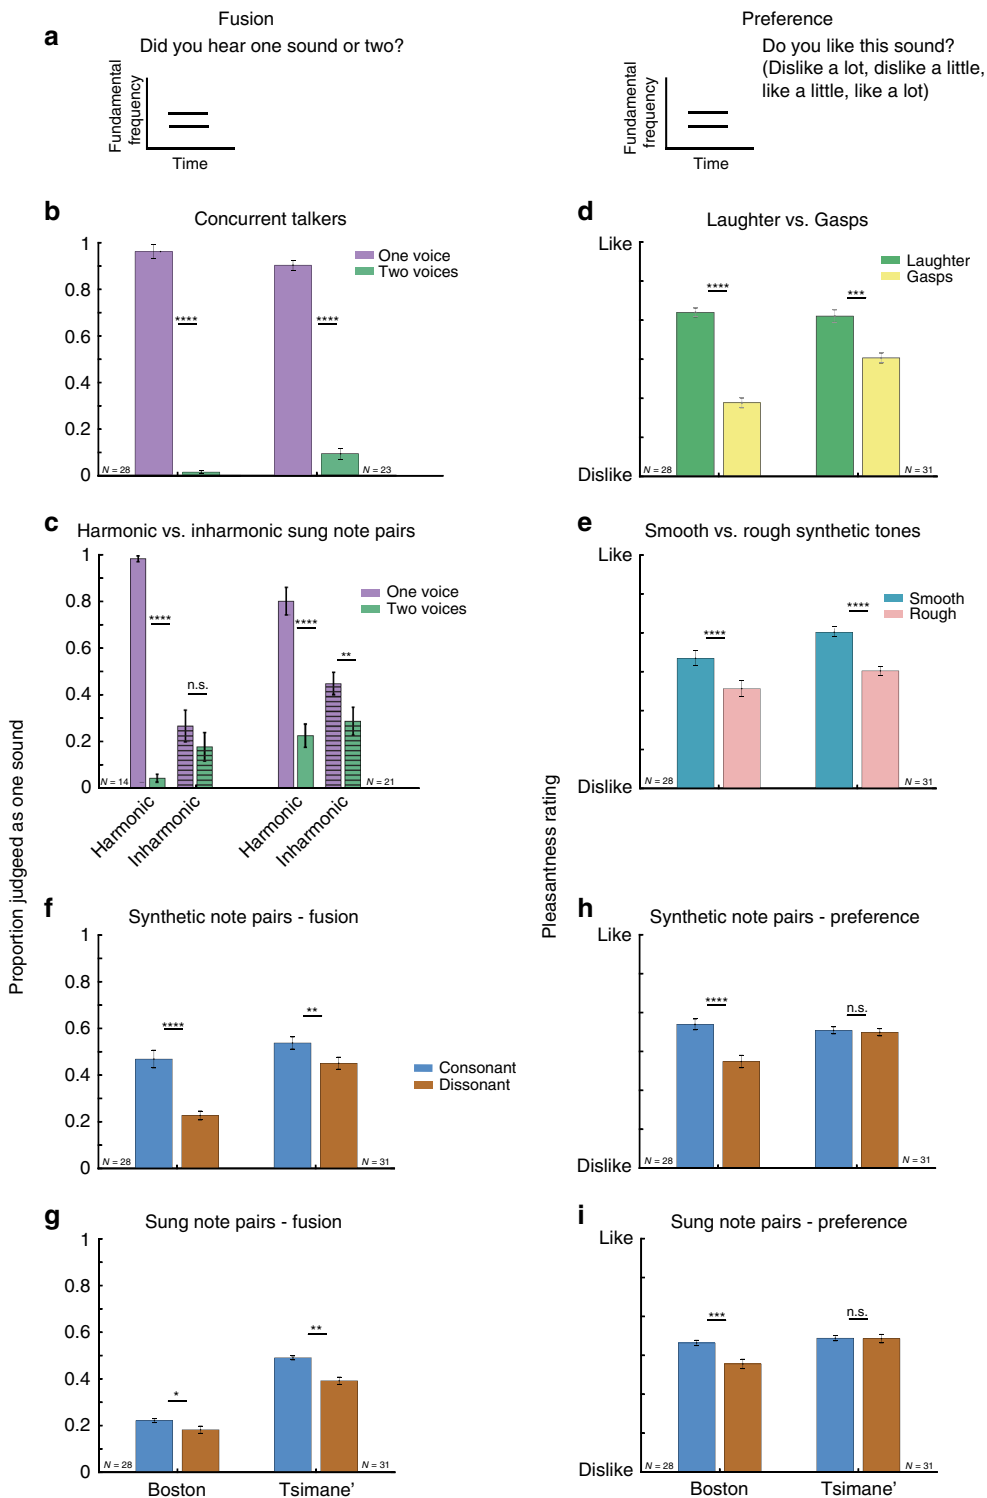 Fusion
Preference
a
Did you hear one sound or two?
Do you like this sound?
(Dislike a lot, dislike a little,
like a little, like a lot)
Fundamental
frequency
Time
Fundamental
frequency
Time
b
Concurrent talkers
1
0.8
0.6
0.4
0.2
0
One voice
Two voices
****
****
N = 28
N = 23
d
Laughter vs. Gasps
Like
Dislike
Laughter
Gasps
****
***
N = 28
N = 31
c
Harmonic vs. inharmonic sung note pairs
1
0.8
0.6
0.4
0.2
0
One voice
Two voices
****
n.s.
****
**
N = 14
N = 21
Harmonic
Inharmonic
Harmonic
Inharmonic
e
Smooth vs. rough synthetic tones
Like
Dislike
Smooth
Rough
****
****
N = 28
N = 31
Proportion judgeed as one sound
Pleasantness rating
f
Synthetic note pairs - fusion
1
0.8
0.6
0.4
0.2
0
****
**
Consonant
Dissonant
N = 28
N = 31
h
Synthetic note pairs - preference
Like
Dislike
****
n.s.
N = 28
N = 31
g
Sung note pairs - fusion
1
0.8
0.6
0.4
0.2
0
*
**
N = 28
N = 31
Boston
Tsimane’
i
Sung note pairs - preference
Like
Dislike
***
n.s.
N = 28
N = 31
Boston
Tsimane’